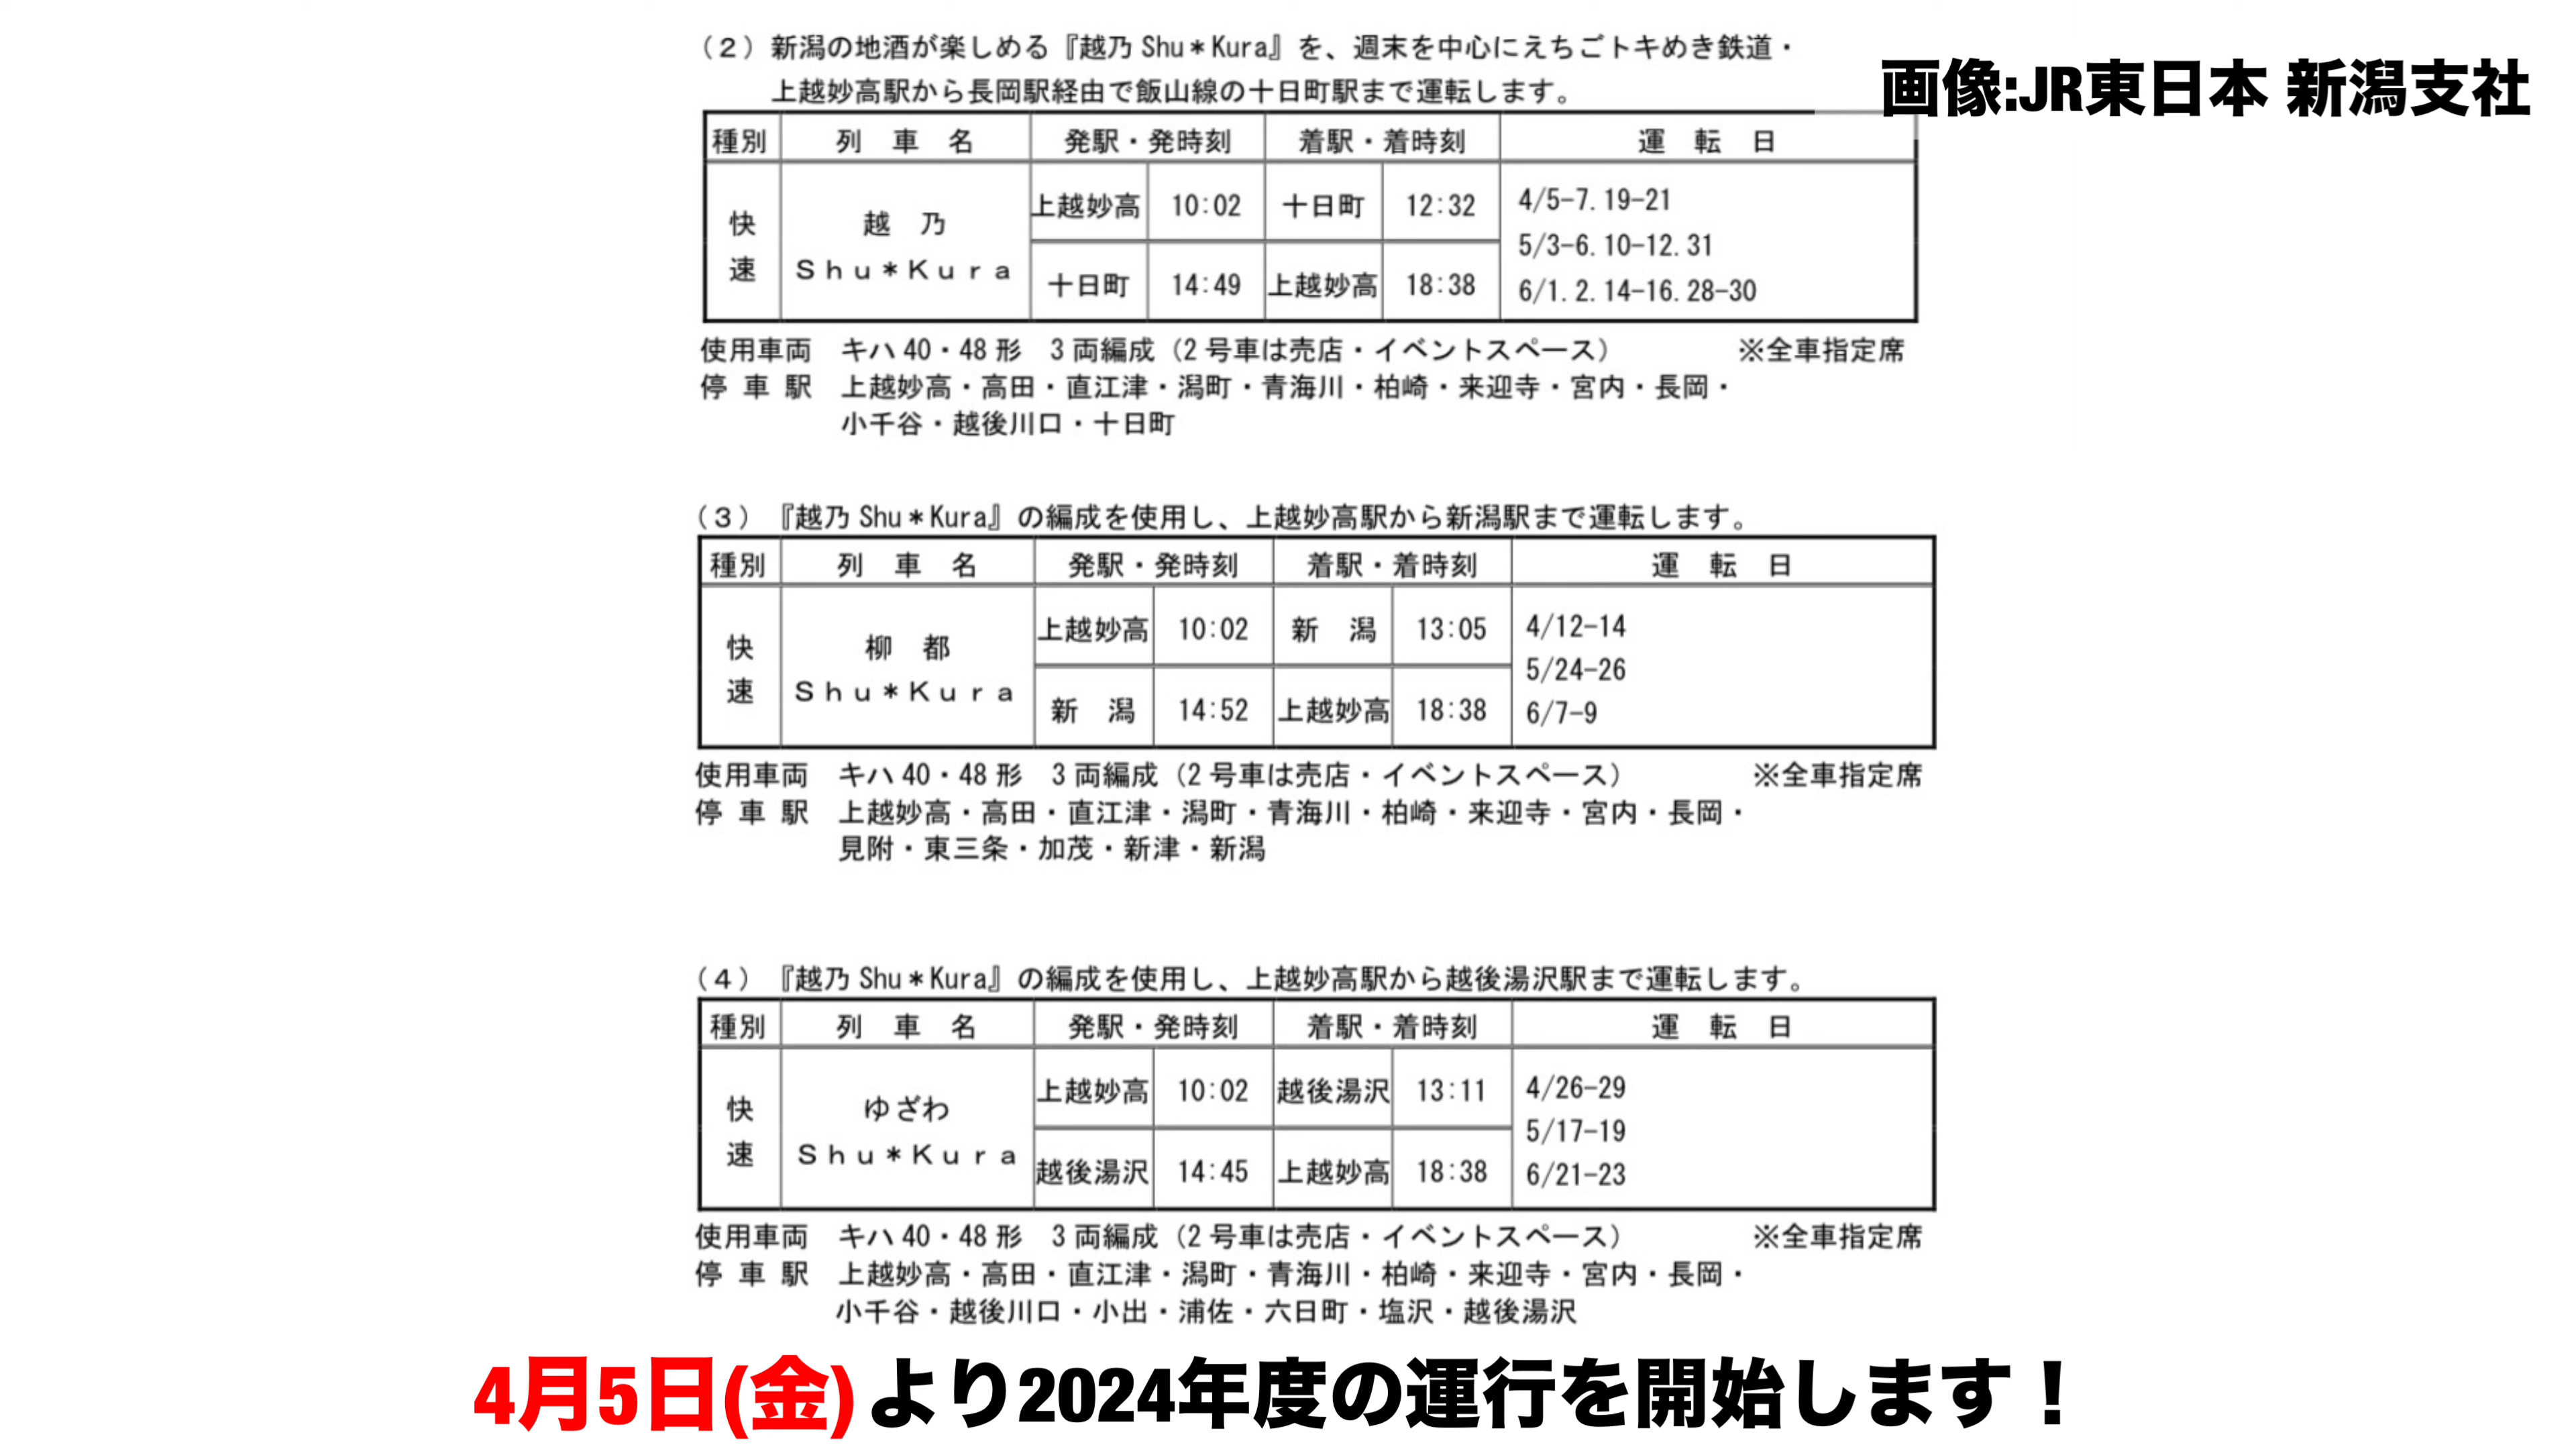 （２）新潟の地酒が楽しめる『越乃 Shu＊Kura』を、週末を中心にえちごトキめき鉄道・
上越妙高駅から長岡駅経由で飯山線の十日町駅まで運転します。
画像:JR東日本 新潟支社
種別 列 車 名 発駅・発時刻 着駅・着時刻 運 転 日
快速 越 乃 Ｓｈｕ＊Ｋｕｒａ
上越妙高 10:02 十日町 12:32
十日町 14:49 上越妙高 18:38
4/5-7. 19-21
5/3-6. 10-12. 31
6/1. 2. 14-16. 28-30
使用車両 キハ 40・48 形 3 両編成（2 号車は売店・イベントスペース） ※全車指定席
停 車 駅 上越妙高・高田・直江津・潟町・青海川・柏崎・来迎寺・宮内・長岡・
小千谷・越後川口・十日町
（３）『越乃 Shu＊Kura』の編成を使用し、上越妙高駅から新潟駅まで運転します。
種別 列 車 名 発駅・発時刻 着駅・着時刻 運 転 日
快速 柳 都 Ｓｈｕ＊Ｋｕｒａ
上越妙高 10:02 新 潟 13:05
新 潟 14:52 上越妙高 18:38
4/12-14
5/24-26
6/7-9
使用車両 キハ 40・48 形 3 両編成（2 号車は売店・イベントスペース） ※全車指定席
停 車 駅 上越妙高・高田・直江津・潟町・青海川・柏崎・来迎寺・宮内・長岡・
見附・東三条・加茂・新津・新潟
（４）『越乃 Shu＊Kura』の編成を使用し、上越妙高駅から越後湯沢駅まで運転します。
種別 列 車 名 発駅・発時刻 着駅・着時刻 運 転 日
快速 ゆざわ Ｓｈｕ＊Ｋｕｒａ
上越妙高 10:02 越後湯沢 13:11
越後湯沢 14:45 上越妙高 18:38
4/26-29
5/17-19
6/21-23
使用車両 キハ 40・48 形 3 両編成（2 号車は売店・イベントスペース） ※全車指定席
停 車 駅 上越妙高・高田・直江津・潟町・青海川・柏崎・来迎寺・宮内・長岡・
小千谷・越後川口・小出・浦佐・六日町・塩沢・越後湯沢
4月5日(金)より2024年度の運行を開始します！